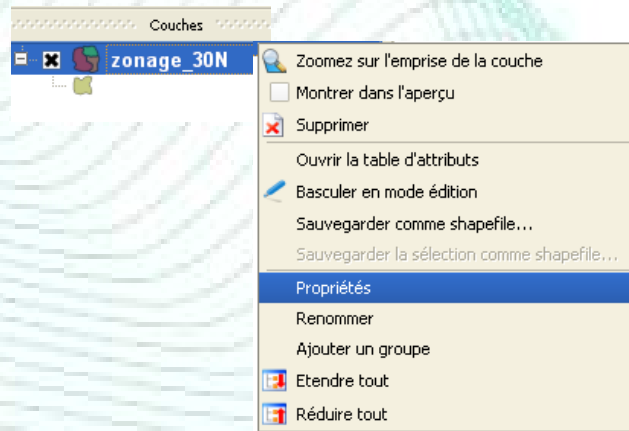 Couches
zonage_30N
Zoomez sur l'emprise de la couche
Montrer dans l'aperçu
Supprimer
Ouvrir la table d'attributs
Basculer en mode édition
Sauvegarder comme shapefile...
Sauvegarder la sélection comme shapefile...
Propriétés
Renommer
Ajouter un groupe
Etendre tout
Réduire tout